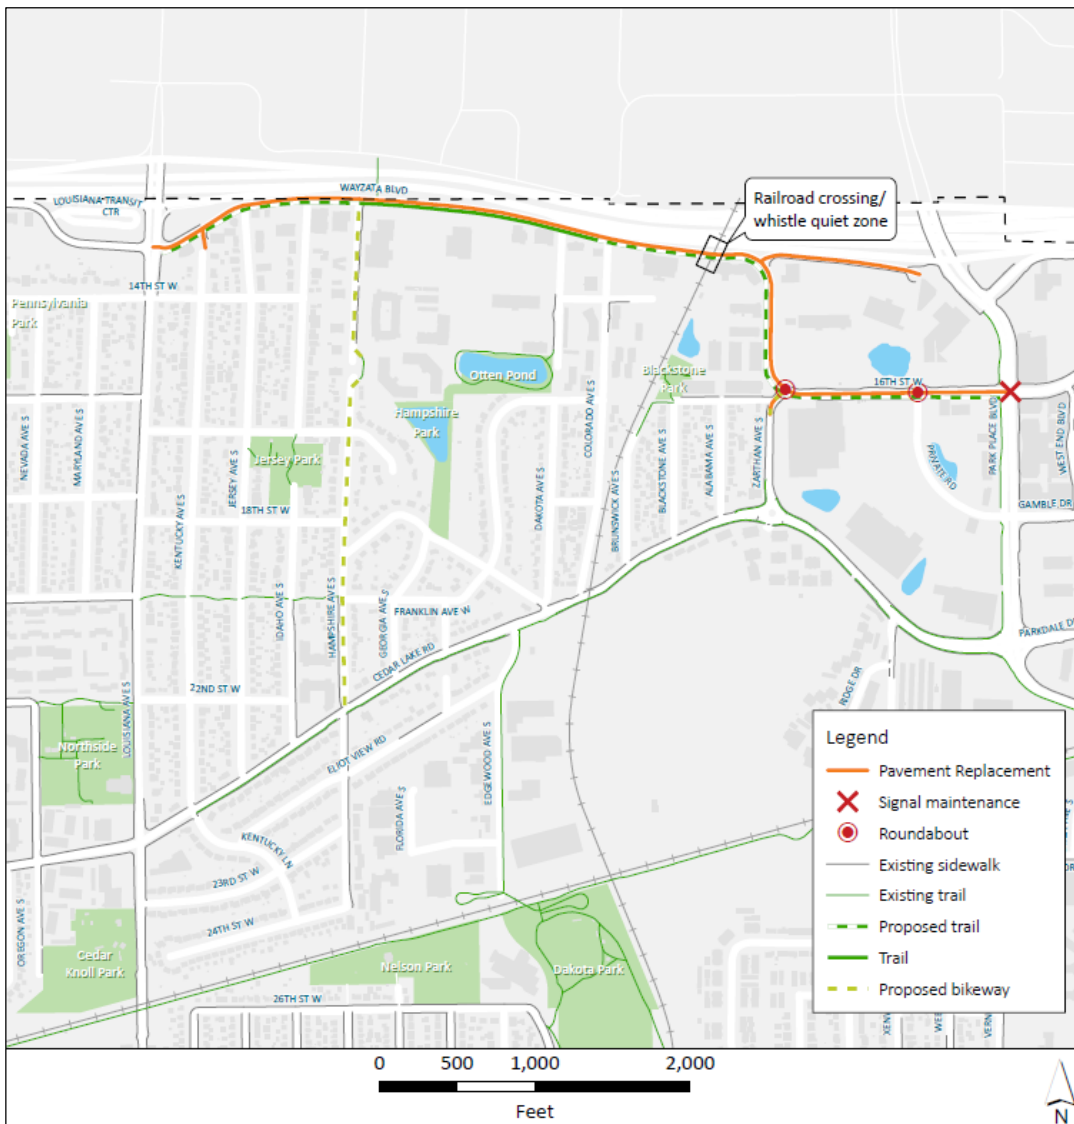 WAYZATA BLVD
LOUISIANA TRANSIT
CTR
Railroad crossing/
whistle quiet zone
14TH ST W
Pennsylvania
Park
Otten Pond
Blackstone
Park
16TH ST W
Hampshire
Park
NEVADA AVE S
MARYLAND AVE S
JERSEY AVE S
Jersey Park
COLORADO AVE S
ZARTHAN AVE S
PARK PLACE BLVD
WEST END BLVD
PRIVATE RD
KENTUCKY AVE S
18TH ST W
DAKOTA AVE S
BRUNSWICK AVE S
BLACKSTONE AVE S
ALABAMA AVE S
GAMBLE DR
IDAHO AVE S
HAMPSHIRE AVE S
GEORGIA AVE S
FRANKLIN AVE W
PARKDALE D
CEDAR LAKE RD
22ND ST W
RIDGE DR
LOUISIANA AVE S
Northside
Park
ELIOT VIEW RD
EDGEWOOD AVE S
FLORIDA AVE S
KENTUCKY LN
23RD ST W
24TH ST W
OREGON AVE S
Cedar
Knoll Park
Nelson Park
Dakota Park
26TH ST W
Legend
Pavement Replacement
Signal maintenance
Roundabout
Existing sidewalk
Existing trail
Proposed trail
Trail
Proposed bikeway
XEN
WEB
VERN
0 500 1,000 2,000
Feet
N